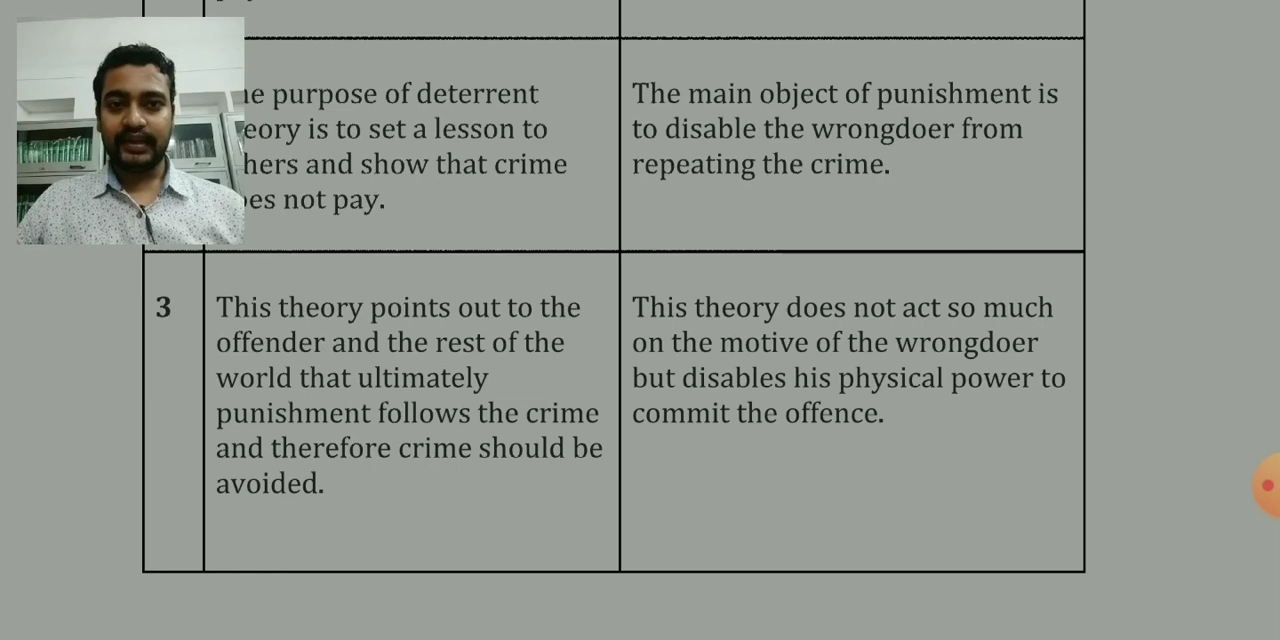 purpose of deterrent
is to set a lesson to
and show that crime
not pay.
The main object of punishment is
to disable the wrongdoer from
repeating the crime.
3
This theory points out to the
offender and the rest of the
world that ultimately
punishment follows the crime
and therefore crime should be
avoided.
This theory does not act so much
on the motive of the wrongdoer
but disables his physical power to
commit the offence.